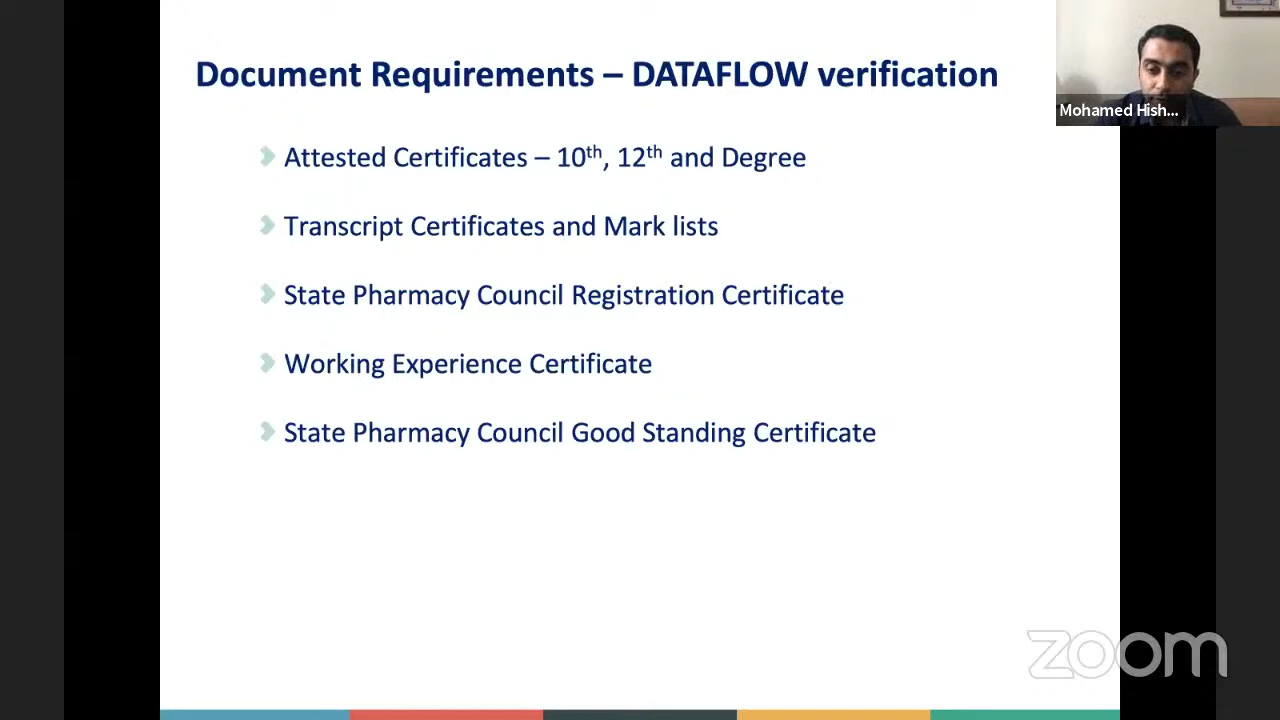 Document Requirements – DATAFLOW verification
Mohamed Hish...
Attested Certificates – 10th, 12th and Degree
Transcript Certificates and Mark lists
State Pharmacy Council Registration Certificate
Working Experience Certificate
State Pharmacy Council Good Standing Certificate
zoom